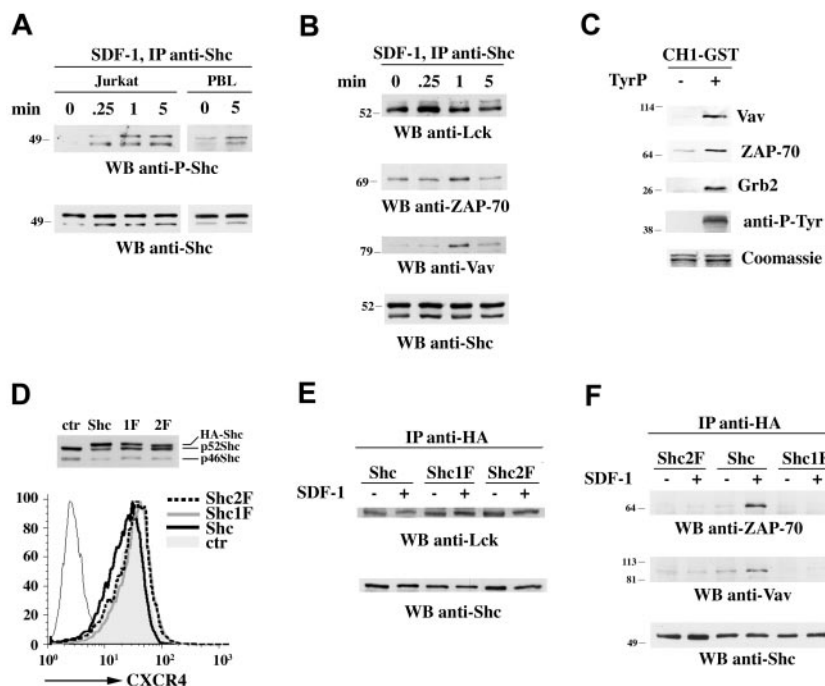 A
SDF-1, IP anti-Shc
Jurkat PBL
min 0 .25 1 5 0 5
49
WB anti-P-Shc
49
WB anti-Shc
B
SDF-1, IP anti-Shc
min 0 .25 1 5
52
WB anti-Lck
69
WB anti-ZAP-70
79
WB anti-Vav
52
WB anti-Shc
C
CH1-GST
TyrP - +
114
Vav
64
ZAP-70
26
Grb2
38
anti-P-Tyr
Coomassie
D
ctr Shc 1F 2F
HA-Shc
p52Shc
p46Shc
100
80
60
40
20
0
Shc2F
Shc1F
Shc
ctr
10⁰ 10¹ 10² 10³
CXCR4
E
IP anti-HA
Shc Shc1F Shc2F
SDF-1 - + - + - +
WB anti-Lck
WB anti-Shc
F
IP anti-HA
Shc2F Shc Shc1F
SDF-1 - + - + - +
64
WB anti-ZAP-70
113
81
WB anti-Vav
49
WB anti-Shc